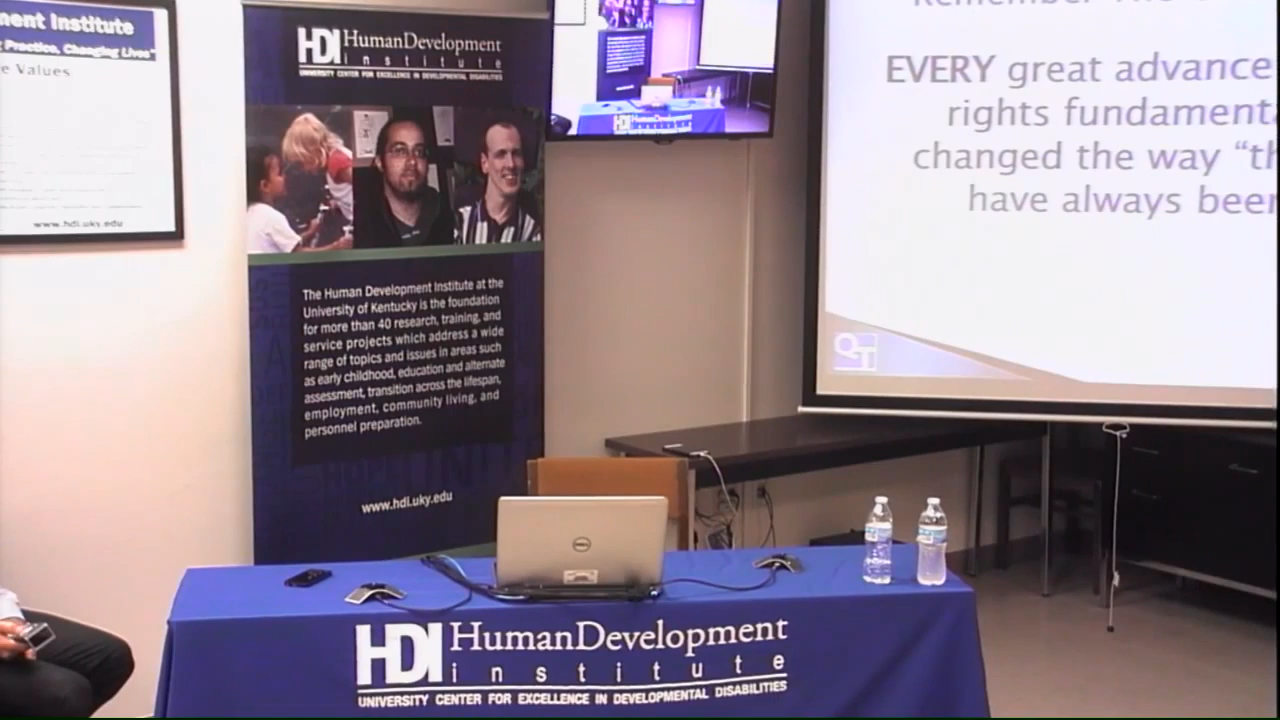 ment Institute
Practice, Changing Lives"
e Values
www.hdi.uky.edu
HDI HumanDevelopment
institute
UNIVERSITY CENTER FOR EXCELLENCE IN DEVELOPMENTAL DISABILITIES
The Human Development Institute at the
University of Kentucky is the foundation
for more than 40 research, training, and
service projects which address a wide
range of topics and issues in areas such
as early childhood, education and alternate
assessment, transition across the lifespan,
employment, community living, and
personnel preparation.
www.hdi.uky.edu
HumanDevelopment
EVERY great advance
rights fundament
changed the way “th
have always been
QT
DELL
HDI HumanDevelopment
institute
UNIVERSITY CENTER FOR EXCELLENCE IN DEVELOPMENTAL DISABILITIES